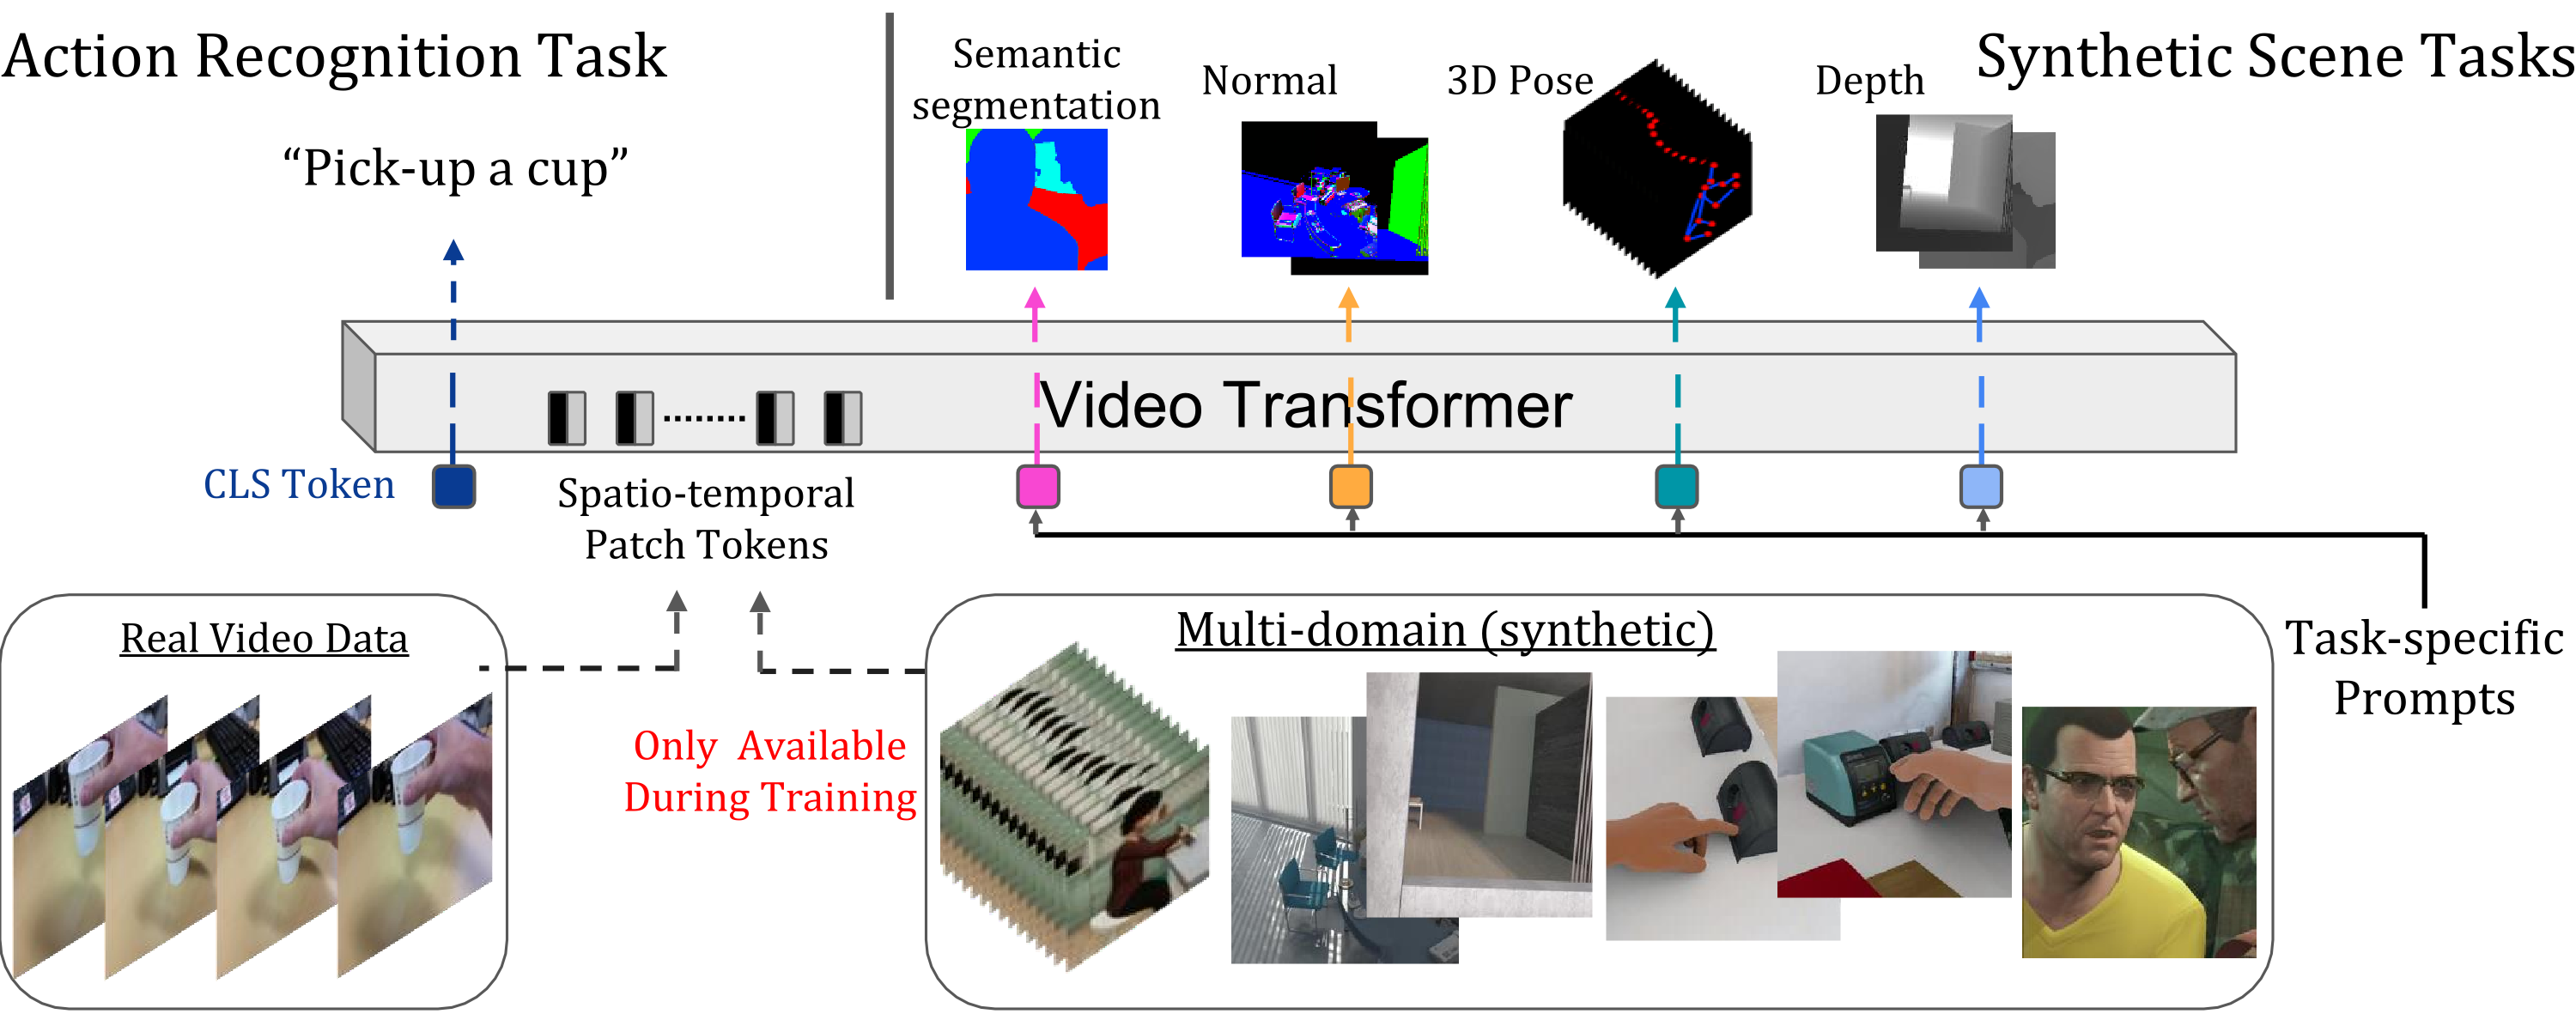 Action Recognition Task
Synthetic Scene Tasks
Semantic
segmentation
Normal
3D Pose
Depth
“Pick-up a cup”
Video Transformer
CLS Token
Spatio-temporal
Patch Tokens
Real Video Data
Only Available
During Training
Multi-domain (synthetic)
Task-specific
Prompts